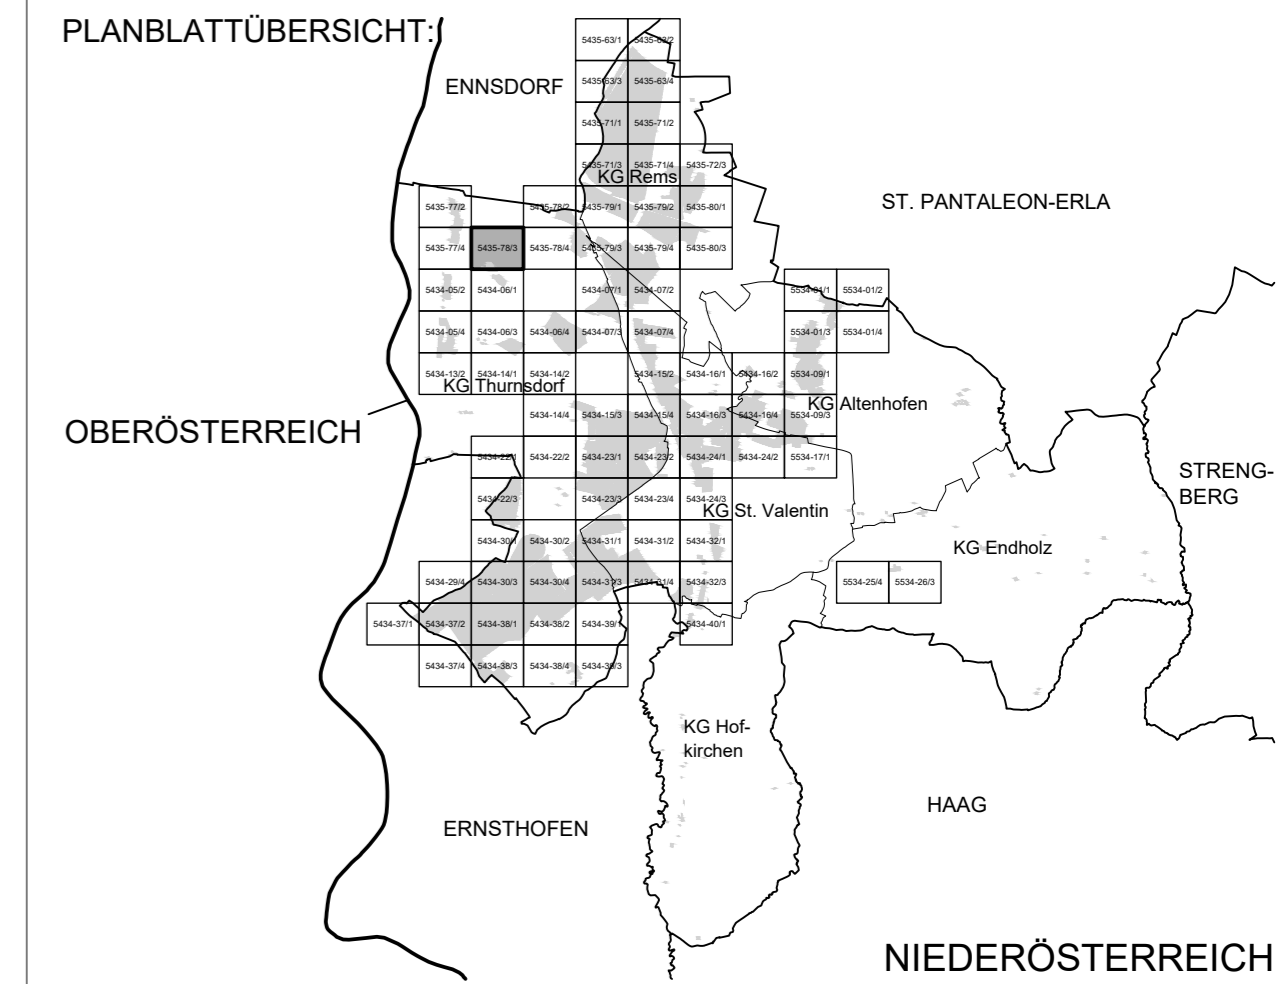 PLANBLATTÜBERSICHT:
5435-63/1 5435-63/2
ENNSDORF
5435-63/3 5435-63/4
5435-71/1 5435-71/2
5435-71/3 5435-71/4 5435-72/3
KG Rems
ST. PANTALEON-ERLA
5435-77/2 5435-78/2 5435-79/1 5435-79/2 5435-80/1
5435-77/4 5435-78/3 5435-78/4 5435-79/3 5435-79/4 5435-80/3
5434-05/2 5434-06/1 5434-07/1 5434-07/2 5534-01/1 5534-01/2
5434-05/4 5434-06/3 5434-06/4 5434-07/3 5434-07/4 5534-01/3 5534-01/4
5434-13/2 5434-14/1 5434-14/2 5434-15/2 5434-16/1 5434-16/2 5534-09/1
KG Thurnsdorf
KG Altenhofen
5434-14/4 5434-15/3 5434-15/4 5434-16/3 5434-16/4 5534-09/3
OBERÖSTERREICH
5434-22/1 5434-22/2 5434-23/1 5434-23/2 5434-24/1 5434-24/2 5534-17/1
STRENG-
BERG
5434-22/3 5434-23/3 5434-23/4 5434-24/3
KG St. Valentin
5434-30/1 5434-30/2 5434-31/1 5434-31/2 5434-32/1
KG Endholz
5434-29/4 5434-30/3 5434-30/4 5434-31/3 5434-31/4 5434-32/3 5534-25/4 5534-26/3
5434-37/1 5434-37/2 5434-38/1 5434-38/2 5434-39/1 5434-40/1
5434-37/4 5434-38/3 5434-38/4 5434-39/3
KG Hof-
kirchen
HAAG
ERNSTHOFEN
NIEDERÖSTERREICH